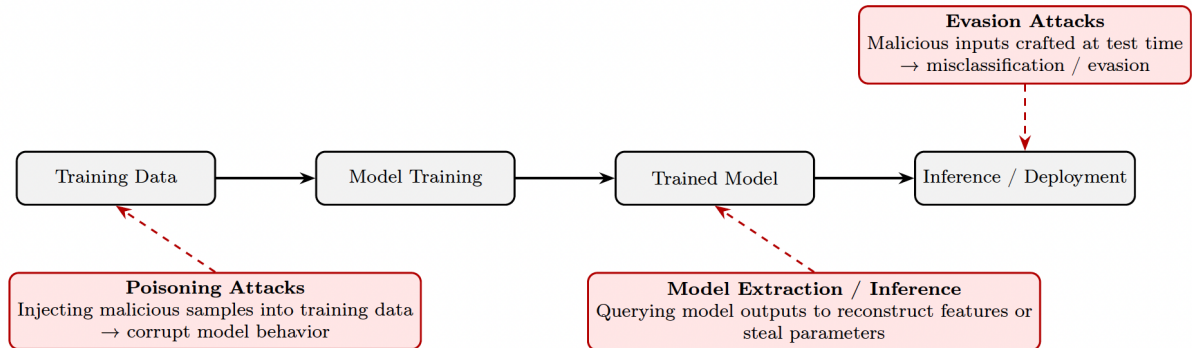 Evasion Attacks
Malicious inputs crafted at test time
→ misclassification / evasion
Training Data
Model Training
Trained Model
Inference / Deployment
Poisoning Attacks
Injecting malicious samples into training data
→ corrupt model behavior
Model Extraction / Inference
Querying model outputs to reconstruct features or
steal parameters